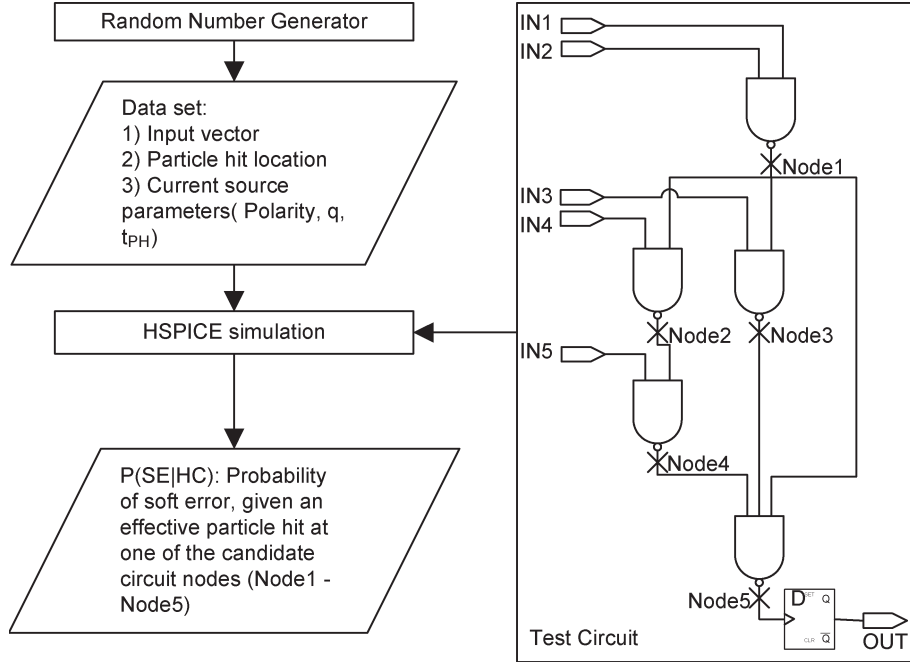 Random Number Generator
Data set:
1) Input vector
2) Particle hit location
3) Current source
parameters( Polarity, q,
tPH)
HSPICE simulation
P(SE|HC): Probability
of soft error, given an
effective particle hit at
one of the candidate
circuit nodes (Node1 -
Node5)
IN1
IN2
Node1
IN3
IN4
Node2
Node3
IN5
Node4
Node5
D
SET
Q
CLR
Q
OUT
Test Circuit